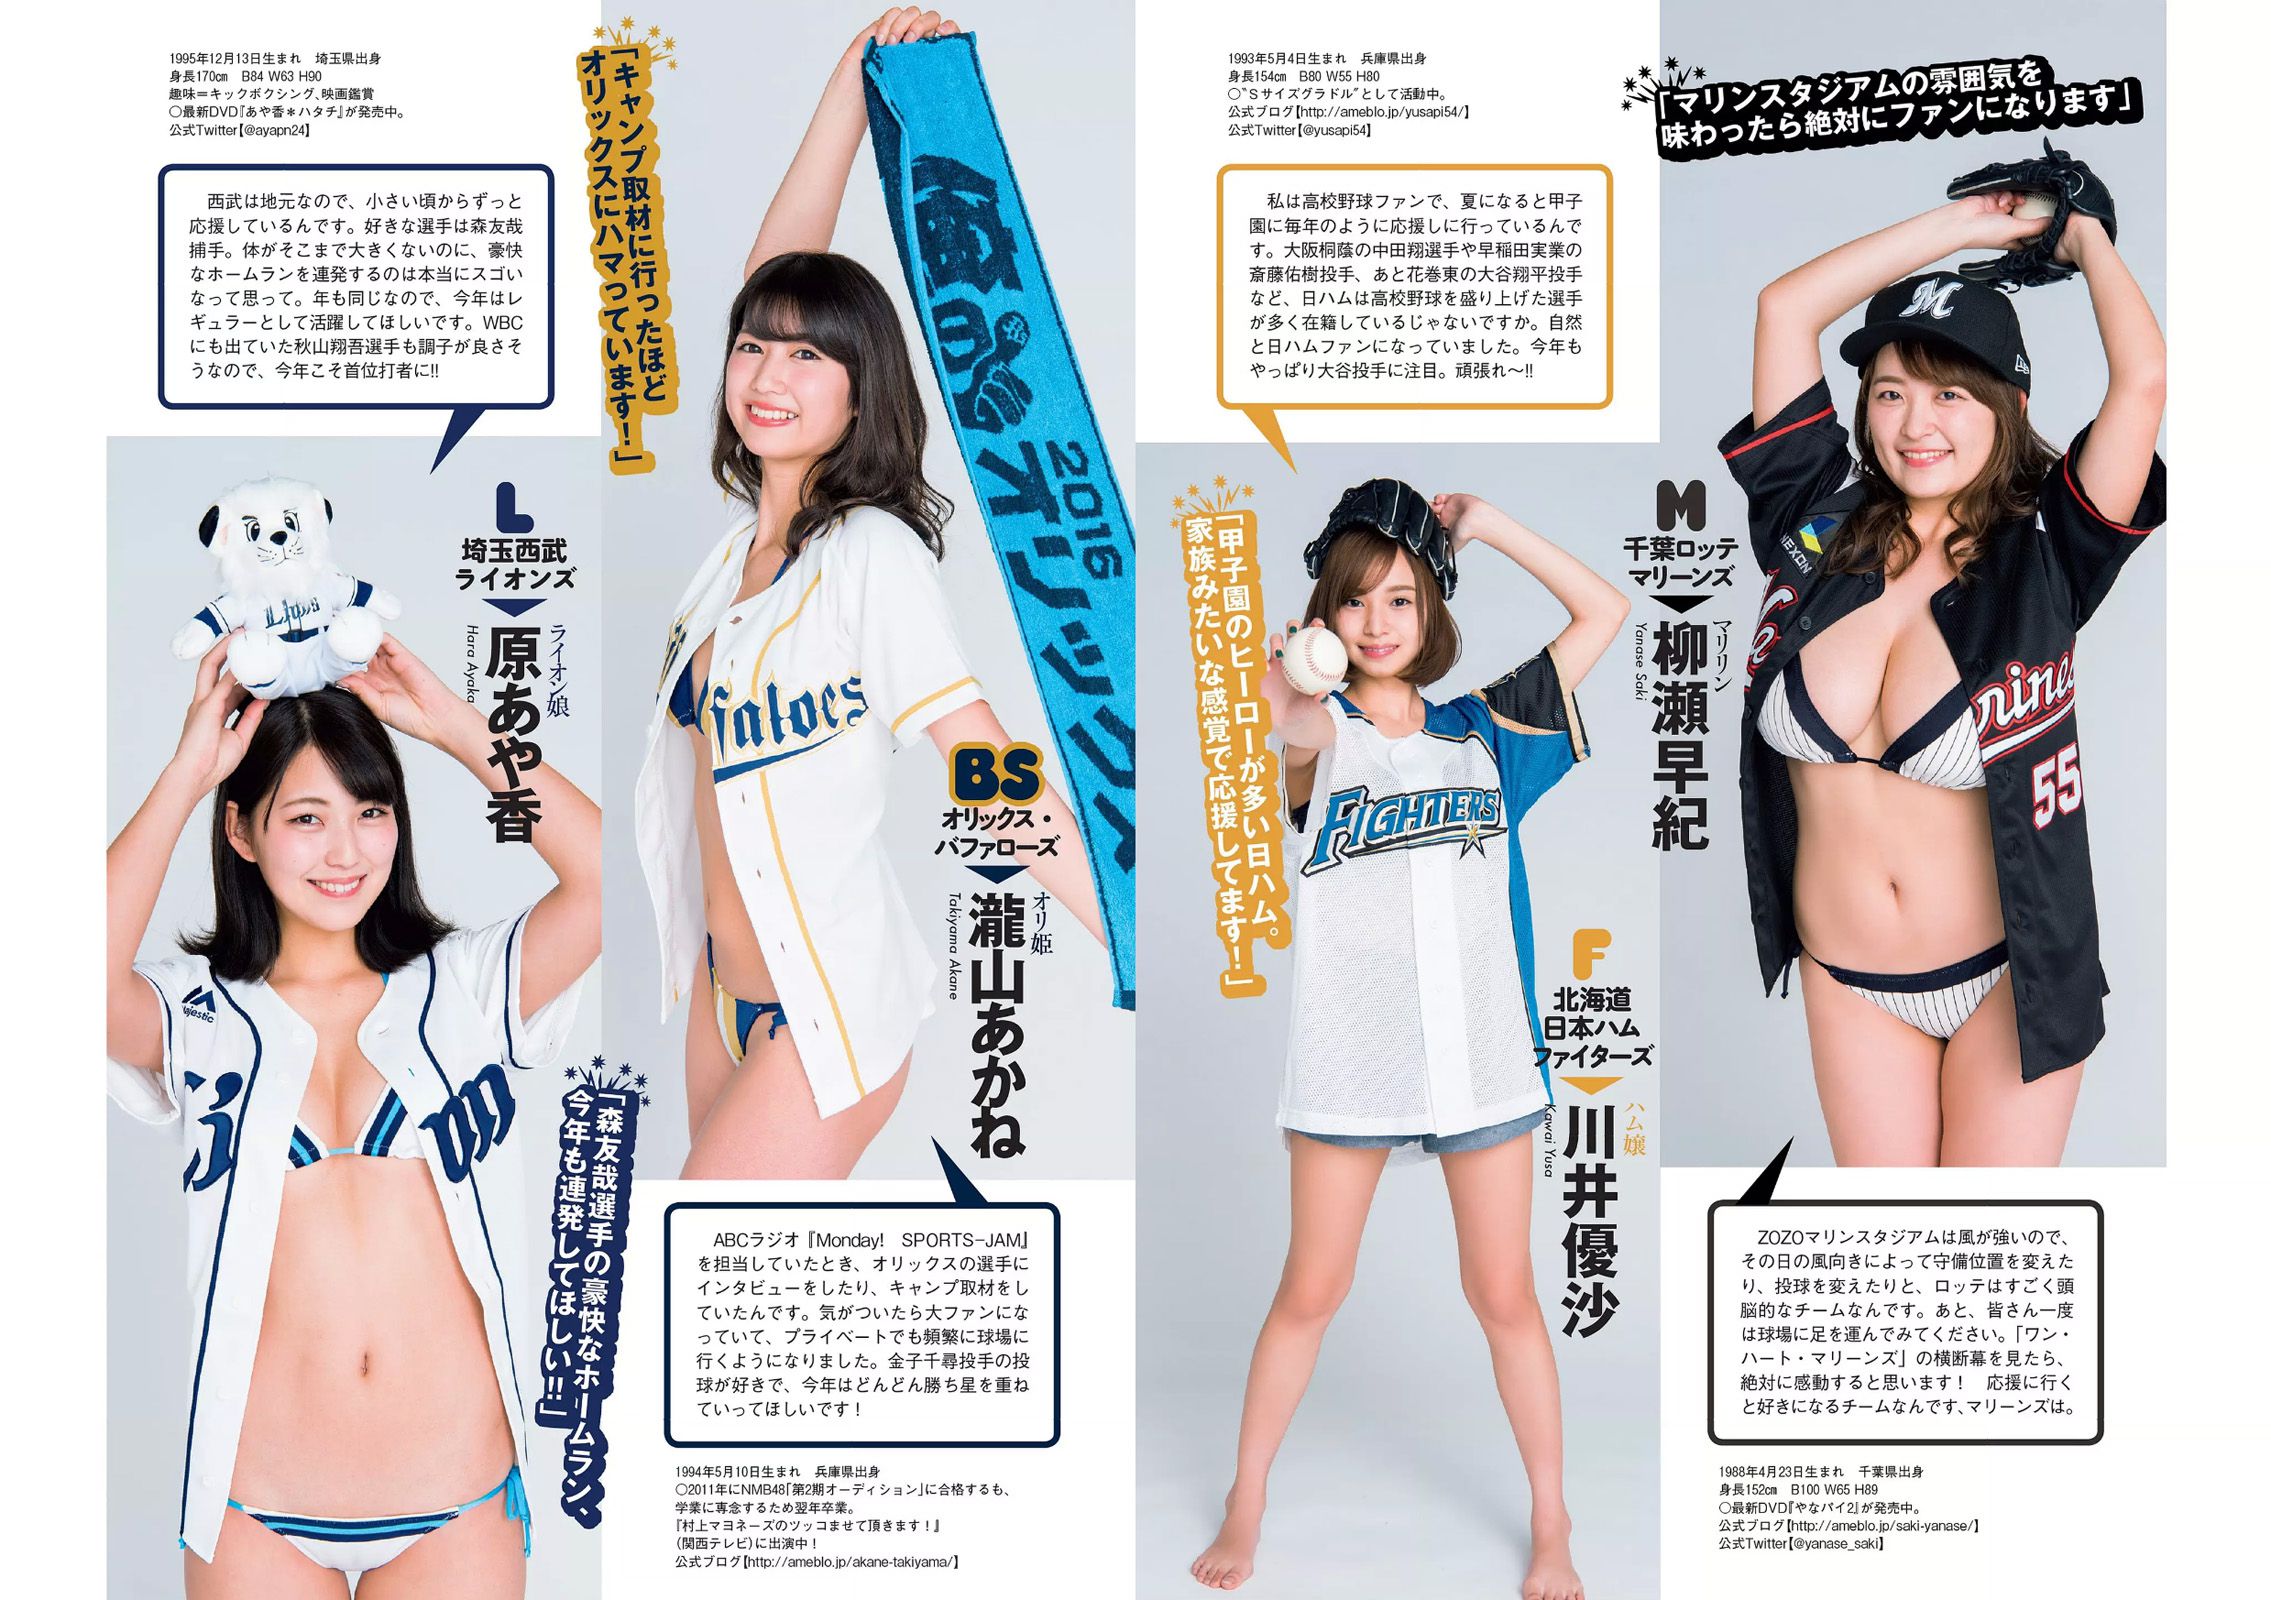 「マリンスタジアムの雰囲気を
味わったら絶対にファンになります」
M
千葉ロッテ
マリーンズ
マリリン
柳瀬早紀
Yanase Saki
M
NEXON
rines
55
ZOZOマリンスタジアムは風が強いので、
その日の風向きによって守備位置を変えた
り、投球を変えたりと、ロッテはすごく頭
脳的なチームなんです。あと、皆さん一度
は球場に足を運んでみてください。「ワン・
ハート・マリーンズ」の横断幕を見たら、
絶対に感動すると思います！　応援に行く
と好きになるチームなんです、マリーンズは。
1988年4月23日生まれ　千葉県出身
身長152㎝　B100 W65 H89
○最新DVD『やなパイ2』が発売中。
公式ブログ【http://ameblo.jp/saki-yanase/】
公式Twitter【@yanase_saki】
1993年5月4日生まれ　兵庫県出身
身長154㎝　B80 W55 H80
○“Sサイズグラドル”として活動中。
公式ブログ【http://ameblo.jp/yusapi54/】
公式Twitter【@yusapi54】
私は高校野球ファンで、夏になると甲子
園に毎年のように応援しに行っているんで
す。大阪桐蔭の中田翔選手や早稲田実業の
斎藤佑樹投手、あと花巻東の大谷翔平投手
など、日ハムは高校野球を盛り上げた選手
が多く在籍しているじゃないですか。自然
と日ハムファンになっていました。今年も
やっぱり大谷投手に注目。頑張れ〜!!
「甲子園のヒーローが多い日ハム。
家族みたいな感覚で応援してます！」
FIGHTERS
F
北海道
日本ハム
ファイターズ
ハム嬢
川井優沙
Kawai Yusa
「キャンプ取材に行ったほど
オリックスにハマっています！」
俺のオリックス
2016
faloes
BS
オリックス・
バファローズ
オリ姫
瀧山あかね
Takiyama Akane
ABCラジオ『Monday!　SPORTS-JAM』
を担当していたとき、オリックスの選手に
インタビューをしたり、キャンプ取材をし
ていたんです。気がついたら大ファンにな
っていて、プライベートでも頻繁に球場に
行くようになりました。金子千尋投手の投
球が好きで、今年はどんどん勝ち星を重ね
ていってほしいです！
1994年5月10日生まれ　兵庫県出身
○2011年にNMB48「第2期オーディション」に合格するも、
学業に専念するため翌年卒業。
『村上マヨネーズのツッコませて頂きます！』
（関西テレビ）に出演中！
公式ブログ【http://ameblo.jp/akane-takiyama/】
1995年12月13日生まれ　埼玉県出身
身長170㎝　B84 W63 H90
趣味＝キックボクシング、映画鑑賞
○最新DVD『あや香＊ハタチ』が発売中。
公式Twitter【@ayapn24】
西武は地元なので、小さい頃からずっと
応援しているんです。好きな選手は森友哉
捕手。体がそこまで大きくないのに、豪快
なホームランを連発するのは本当にスゴい
なって思って。年も同じなので、今年はレ
ギュラーとして活躍してほしいです。WBC
にも出ていた秋山翔吾選手も調子が良さそ
うなので、今年こそ首位打者に!!
L
埼玉西武
ライオンズ
ライオン娘
原あや香
Hara Ayaka
Lions
Majestic
「森友哉選手の豪快なホームラン、
今年も連発してほしい!!」